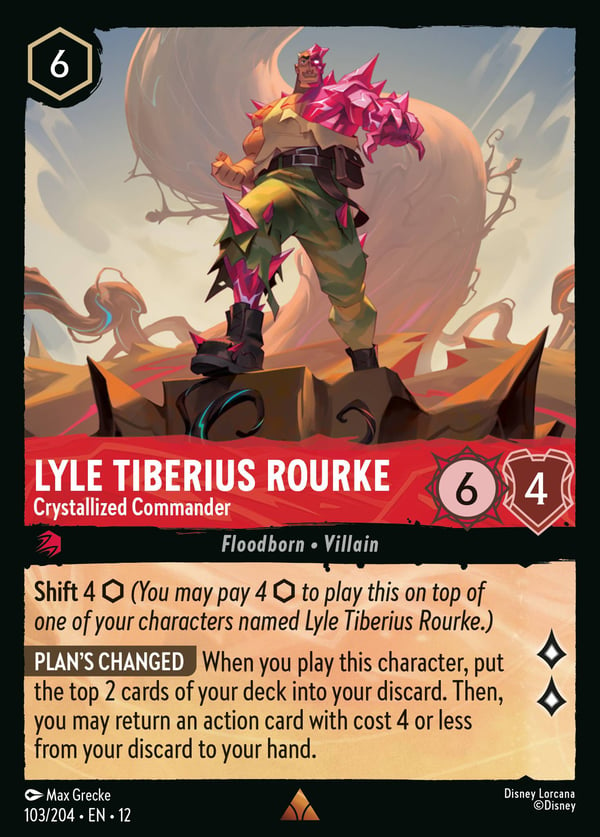 6
LYLE TIBERIUS ROURKE
Crystallized Commander
6
4
Floodborn • Villain
Shift 4 ⬡ (You may pay 4 ⬡ to play this on top of
one of your characters named Lyle Tiberius Rourke.)
PLAN'S CHANGED When you play this character, put
the top 2 cards of your deck into your discard. Then,
you may return an action card with cost 4 or less
from your discard to your hand.
Max Grecke
103/204 • EN • 12
Disney Lorcana
©Disney